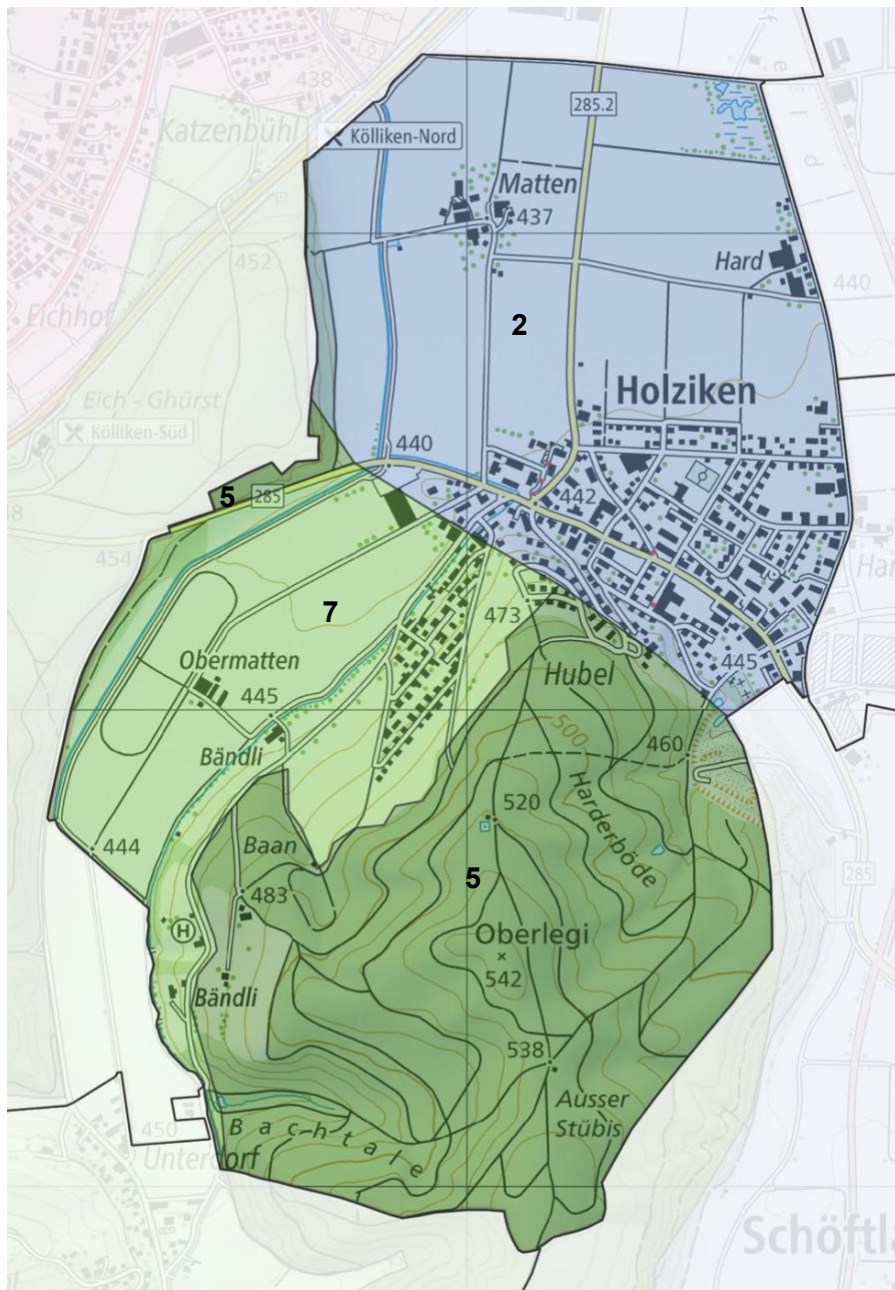 438
Katzenbühl
285.2
Kölliken-Nord
Matten
437
452
Hard
440
Eichhof
2
Holziken
Eich - Ghürst
Kölliken-Süd
440
442
5
285
454
7
473
Obermatten
Hubel
445
445
Bändli
500
460
Harderböde
520
Baan
444
483
5
285
Oberlegi
542
H
Bändli
538
Ausser
Stübis
Bachtale
450
Unterdorf
Schöftla